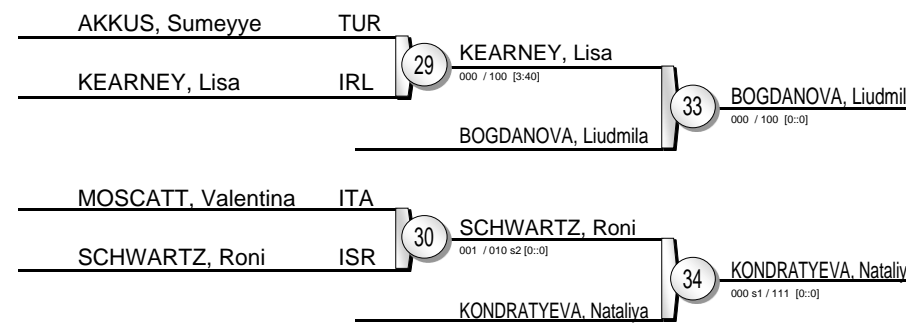 AKKUS, Sumeyye TUR
KEARNEY, Lisa IRL
29
KEARNEY, Lisa
000 / 100 [3:40]
BOGDANOVA, Liudmila
33
BOGDANOVA, Liudmil
000 / 100 [0::0]
MOSCATT, Valentina ITA
SCHWARTZ, Roni ISR
30
SCHWARTZ, Roni
001 / 010 s2 [0::0]
KONDRATYEVA, Nataliya
34
KONDRATYEVA, Nataliy
000 s1 / 111 [0::0]